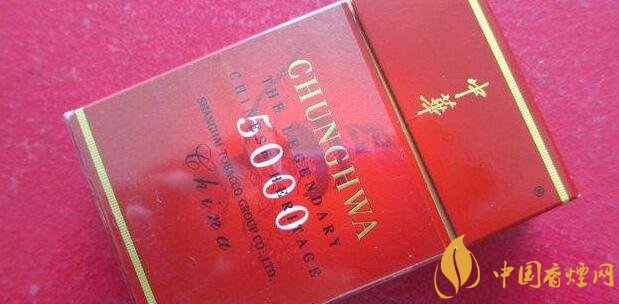 中華
®
CHUNGHWA
THE LEGENDARY
CHINESE HERITAGE
5000
SHANGHAI TOBACCO GROUP CO., LTD.
China
中国香烟网